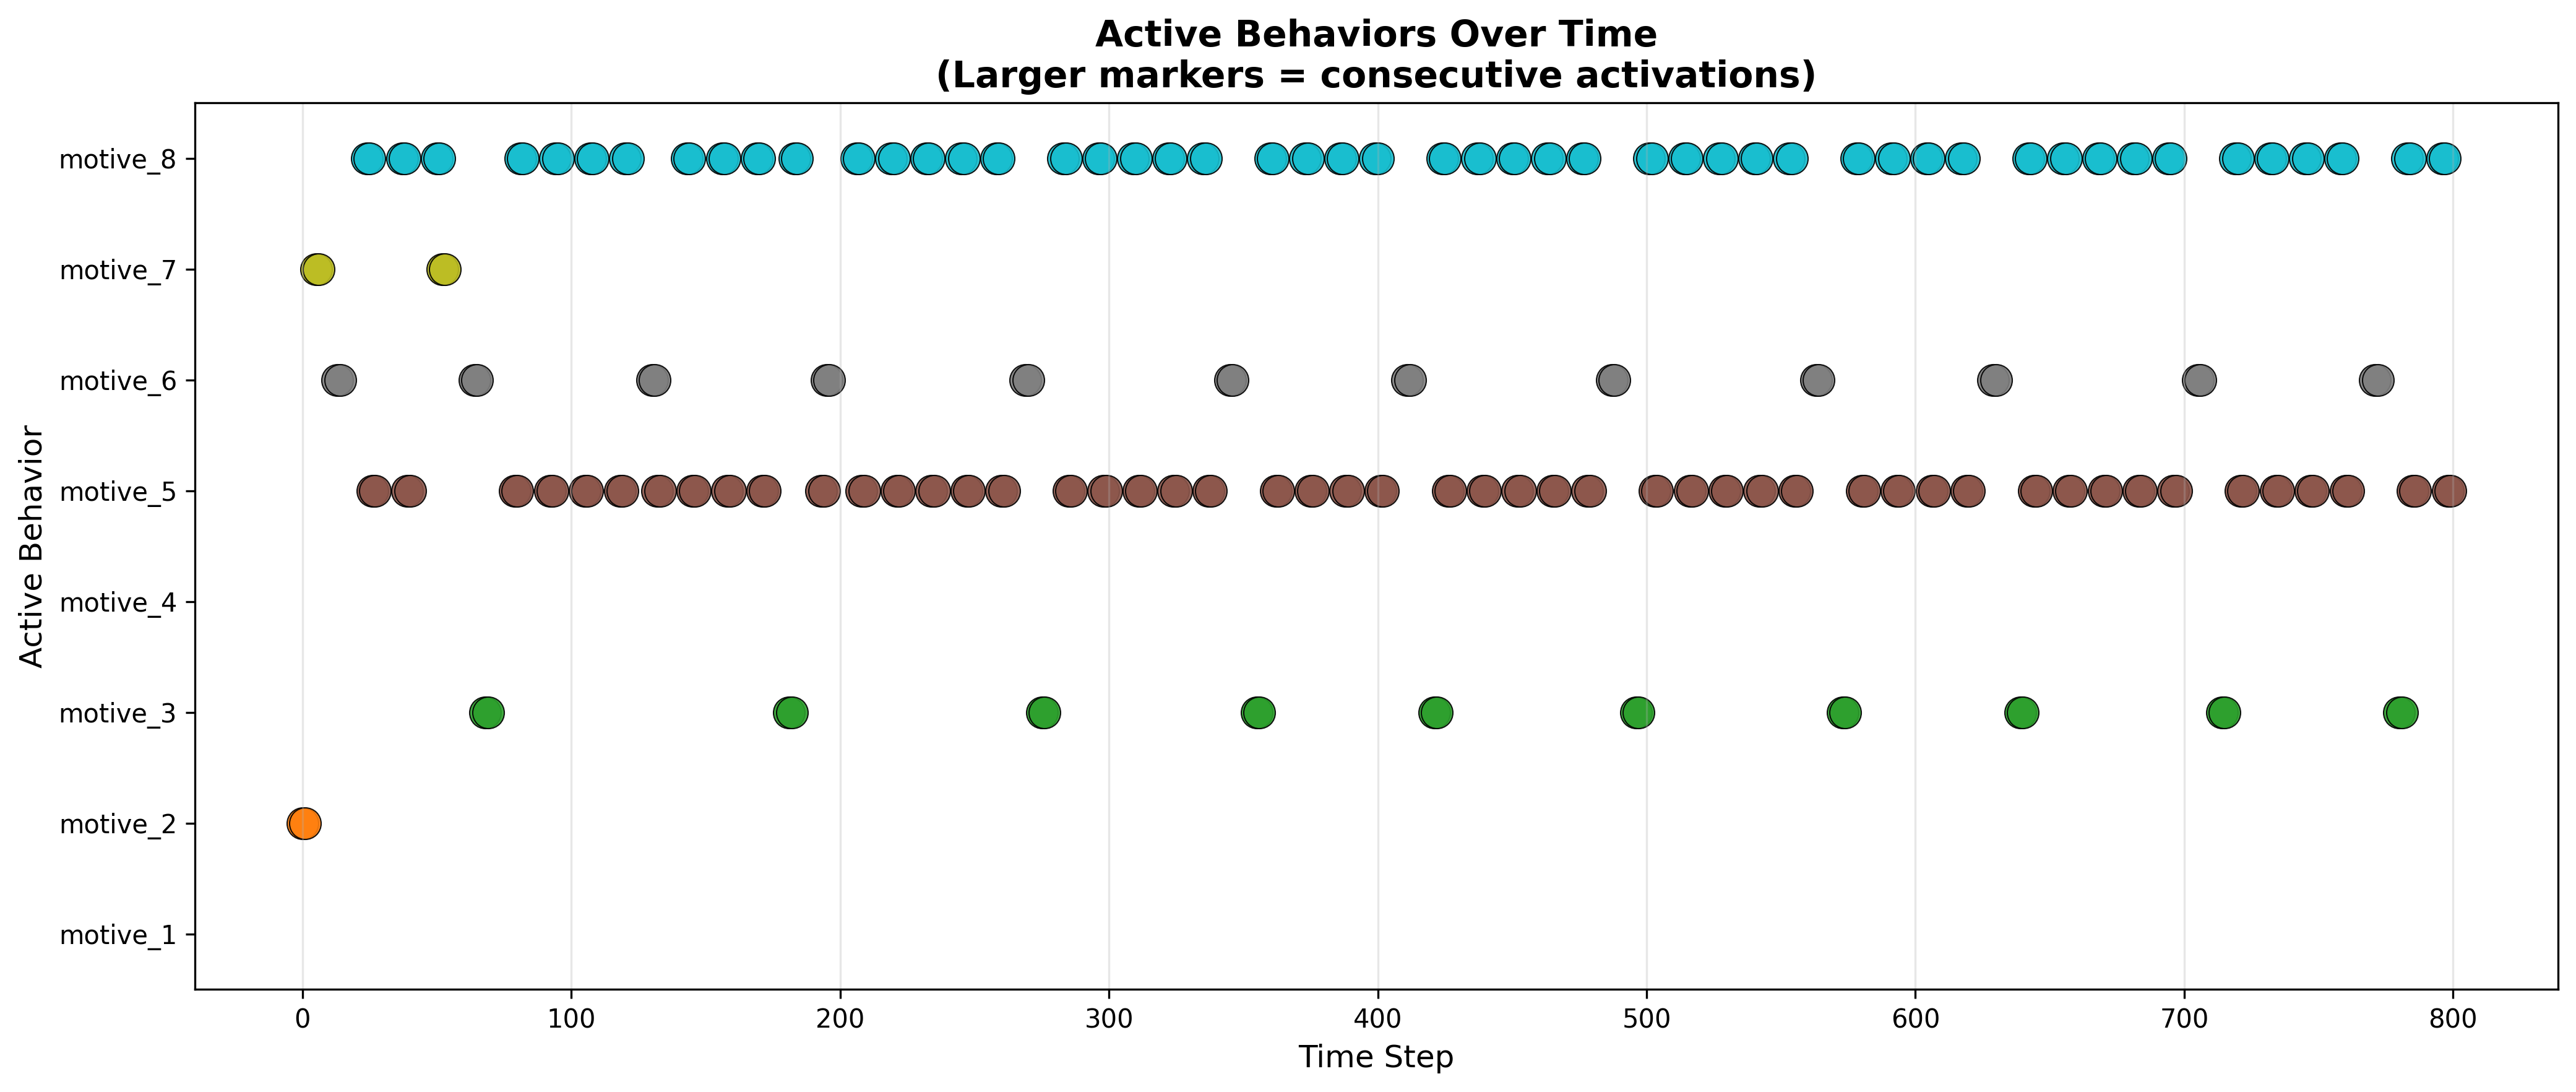 Active Behaviors Over Time
(Larger markers = consecutive activations)
Active Behavior
motive_8
motive_7
motive_6
motive_5
motive_4
motive_3
motive_2
motive_1
0 100 200 300 400 500 600 700 800
Time Step